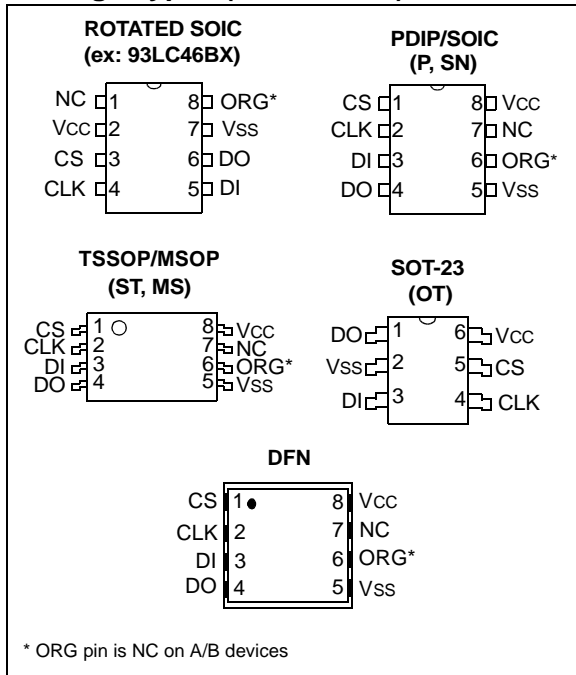 ROTATED SOIC
(ex: 93LC46BX)
NC 1 8 ORG*
VCC 2 7 VSS
CS 3 6 DO
CLK 4 5 DI
PDIP/SOIC
(P, SN)
CS 1 8 VCC
CLK 2 7 NC
DI 3 6 ORG*
DO 4 5 VSS
TSSOP/MSOP
(ST, MS)
CS 1 8 VCC
CLK 2 7 NC
DI 3 6 ORG*
DO 4 5 VSS
SOT-23
(OT)
DO 1 6 VCC
VSS 2 5 CS
DI 3 4 CLK
DFN
CS 1 8 VCC
CLK 2 7 NC
DI 3 6 ORG*
DO 4 5 VSS
* ORG pin is NC on A/B devices